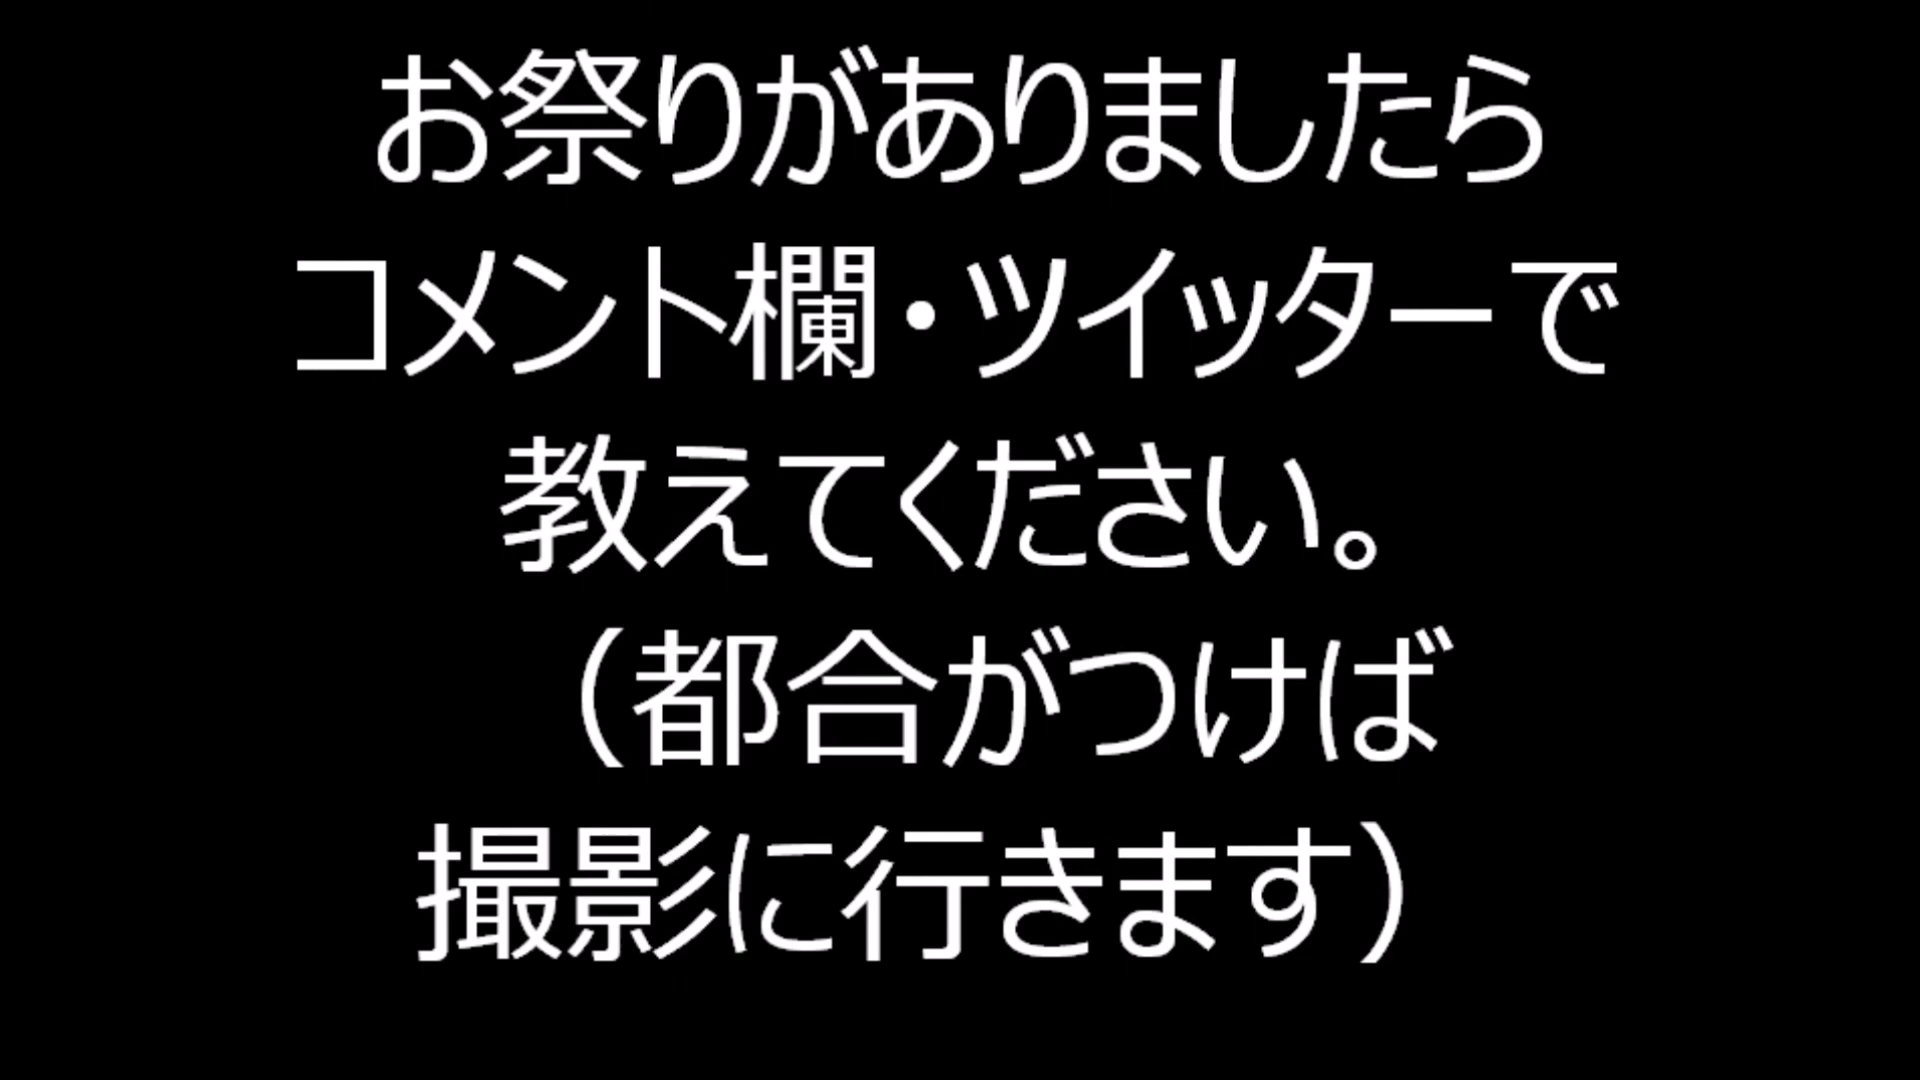 お祭りがありましたら
コメント欄・ツイッターで
教えてください。
（都合がつけば
撮影に行きます）